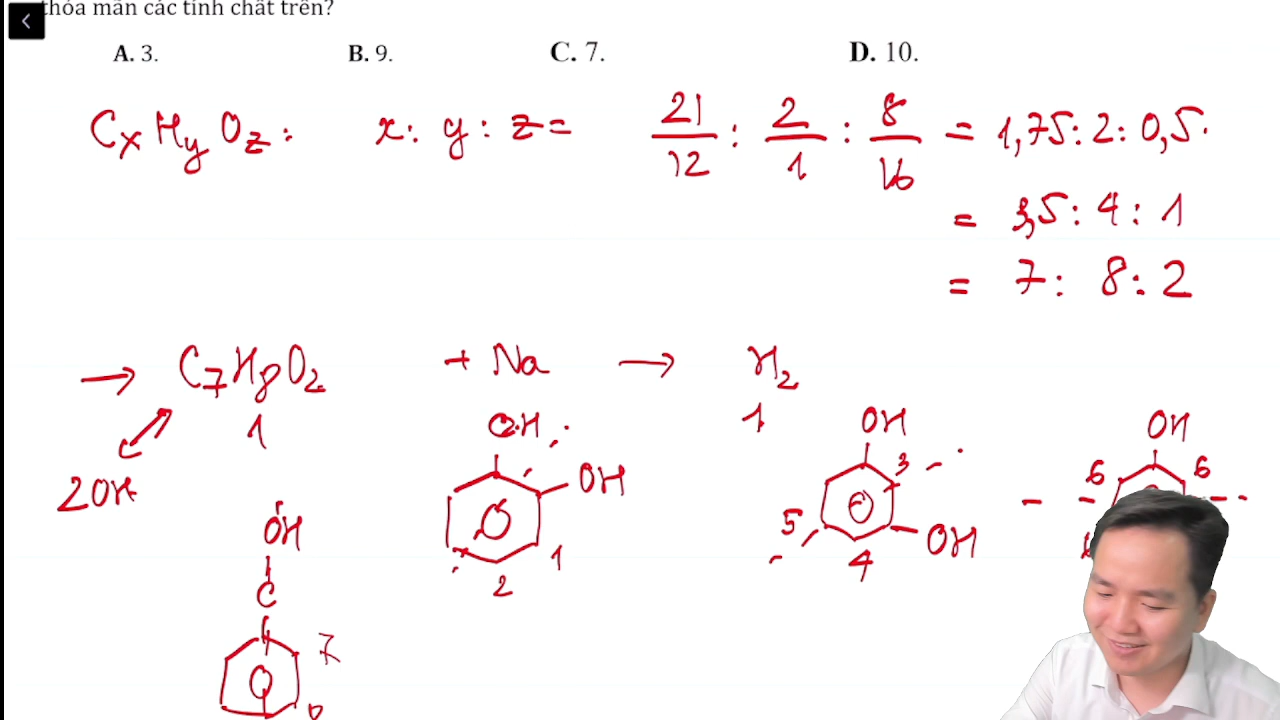 thỏa mãn các tính chất trên?
A. 3. B. 9. C. 7. D. 10.
CxHyOz: x: y: z= 21/12 : 2/1 : 8/16 = 1,75: 2: 0,5.
= 3,5: 4: 1
= 7: 8: 2
→ C7H8O2 + Na → H2
1 1
2OH
OH OH 1 2
OH OH 3 4 5
OH 6 6
OH C 7